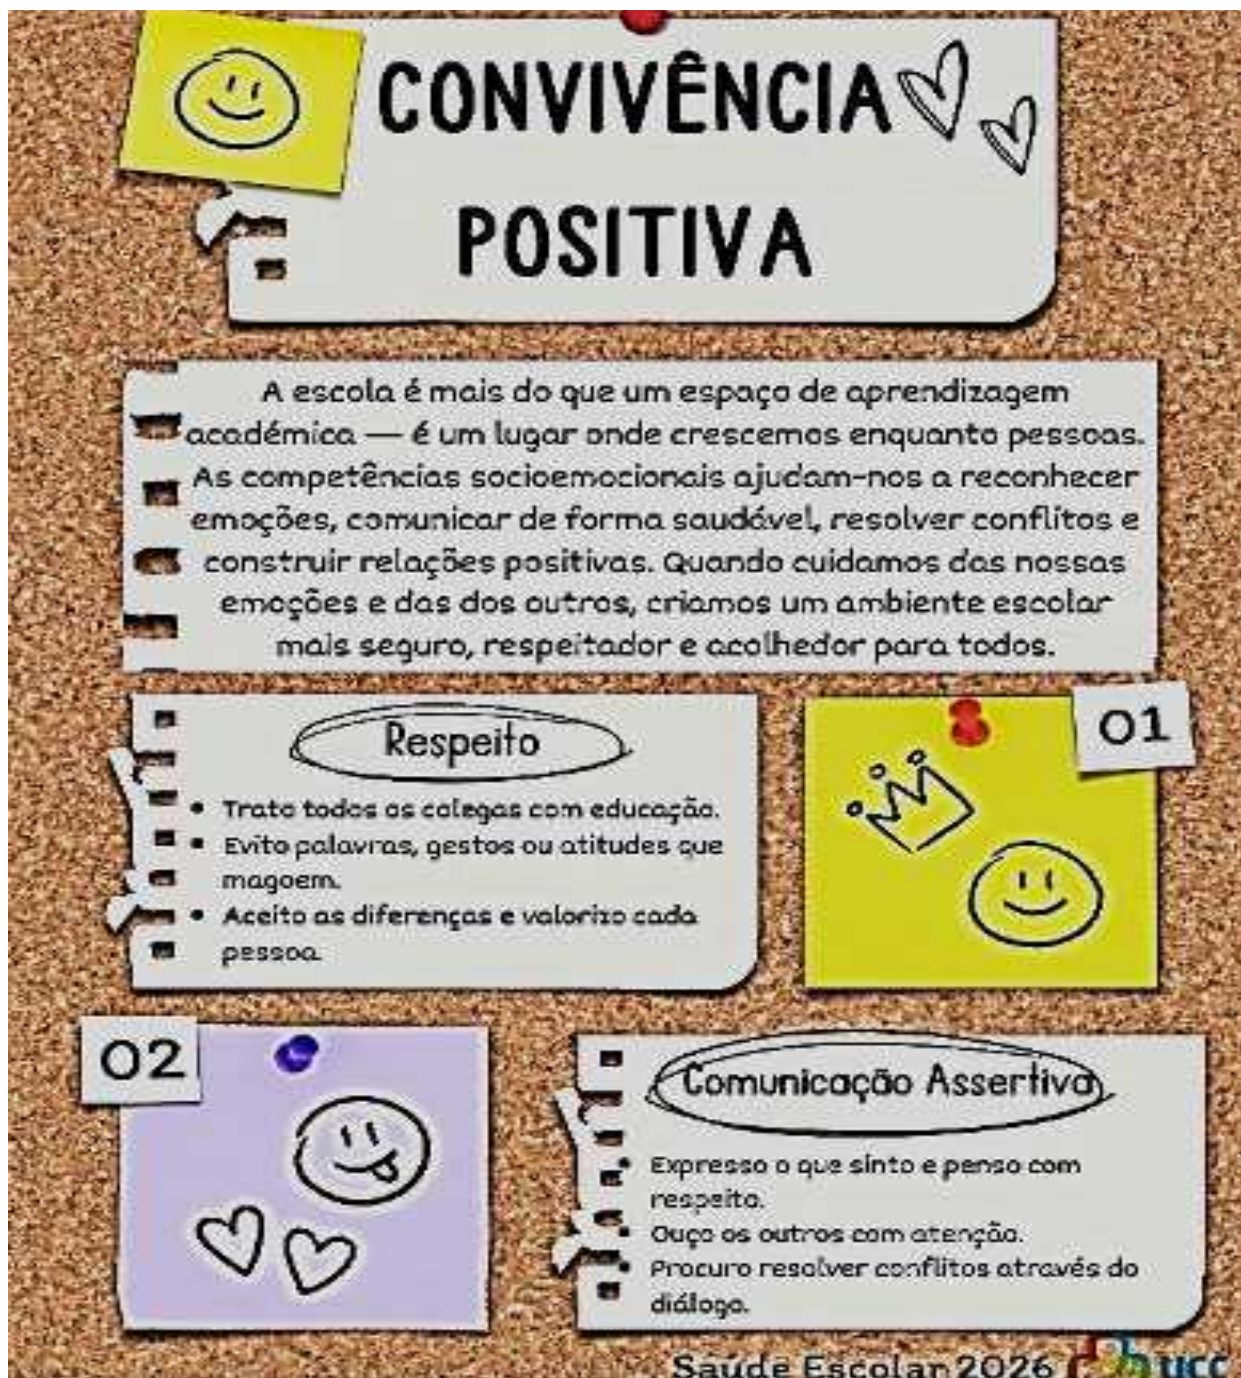 CONVIVÊNCIA
POSITIVA
A escola é mais do que um espaço de aprendizagem
académica — é um lugar onde crescemos enquanto pessoas.
As competências socioemocionais ajudam-nos a reconhecer
emoções, comunicar de forma saudável, resolver conflitos e
construir relações positivas. Quando cuidamos das nossas
emoções e das dos outros, criamos um ambiente escolar
mais seguro, respeitador e acolhedor para todos.
Respeito
01
• Trato todos os colegas com educação.
• Evito palavras, gestos ou atitudes que
magoem.
• Aceito as diferenças e valorizo cada
pessoa.
02
Comunicação Assertiva
• Expresso o que sinto e penso com
respeito.
• Ouço os outros com atenção.
• Procuro resolver conflitos através do
diálogo.
Saúde Escolar 2026
ucc